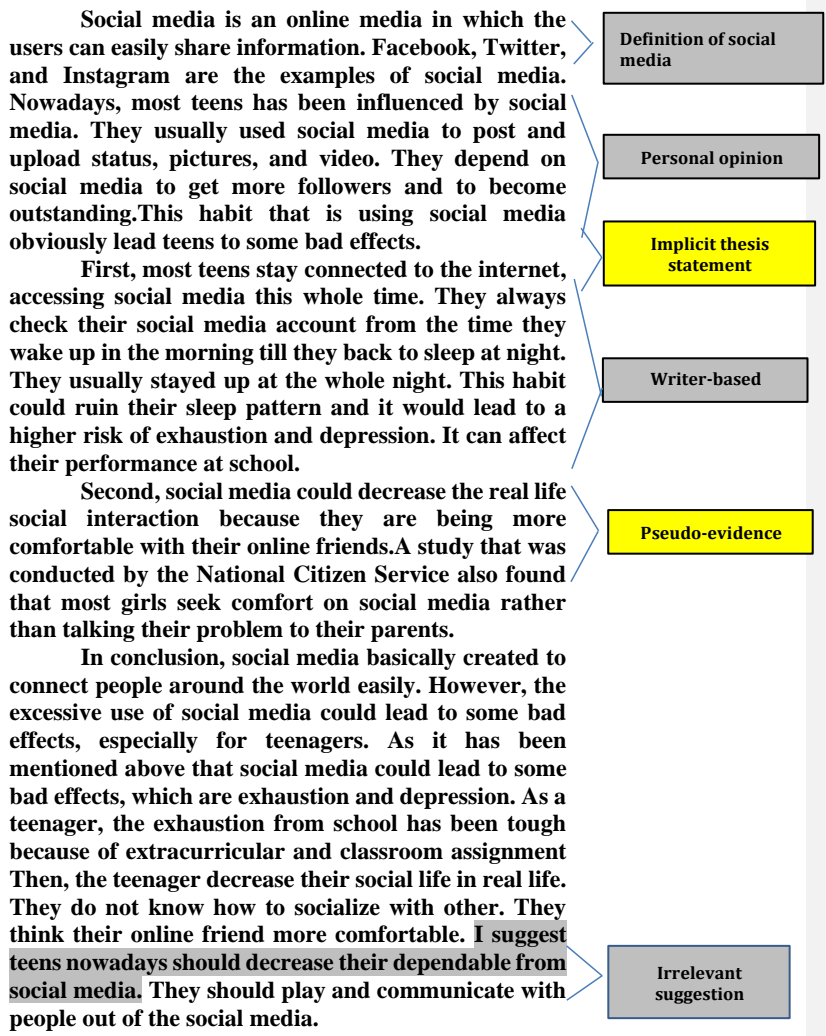 Social media is an online media in which the
users can easily share information. Facebook, Twitter,
and Instagram are the examples of social media.
Nowadays, most teens has been influenced by social
media. They usually used social media to post and
upload status, pictures, and video. They depend on
social media to get more followers and to become
outstanding.This habit that is using social media
obviously lead teens to some bad effects.
First, most teens stay connected to the internet,
accessing social media this whole time. They always
check their social media account from the time they
wake up in the morning till they back to sleep at night.
They usually stayed up at the whole night. This habit
could ruin their sleep pattern and it would lead to a
higher risk of exhaustion and depression. It can affect
their performance at school.
Second, social media could decrease the real life
social interaction because they are being more
comfortable with their online friends.A study that was
conducted by the National Citizen Service also found
that most girls seek comfort on social media rather
than talking their problem to their parents.
In conclusion, social media basically created to
connect people around the world easily. However, the
excessive use of social media could lead to some bad
effects, especially for teenagers. As it has been
mentioned above that social media could lead to some
bad effects, which are exhaustion and depression. As a
teenager, the exhaustion from school has been tough
because of extracurricular and classroom assignment
Then, the teenager decrease their social life in real life.
They do not know how to socialize with other. They
think their online friend more comfortable. I suggest
teens nowadays should decrease their dependable from
social media. They should play and communicate with
people out of the social media.
Definition of social
media
Personal opinion
Implicit thesis
statement
Writer-based
Pseudo-evidence
Irrelevant
suggestion